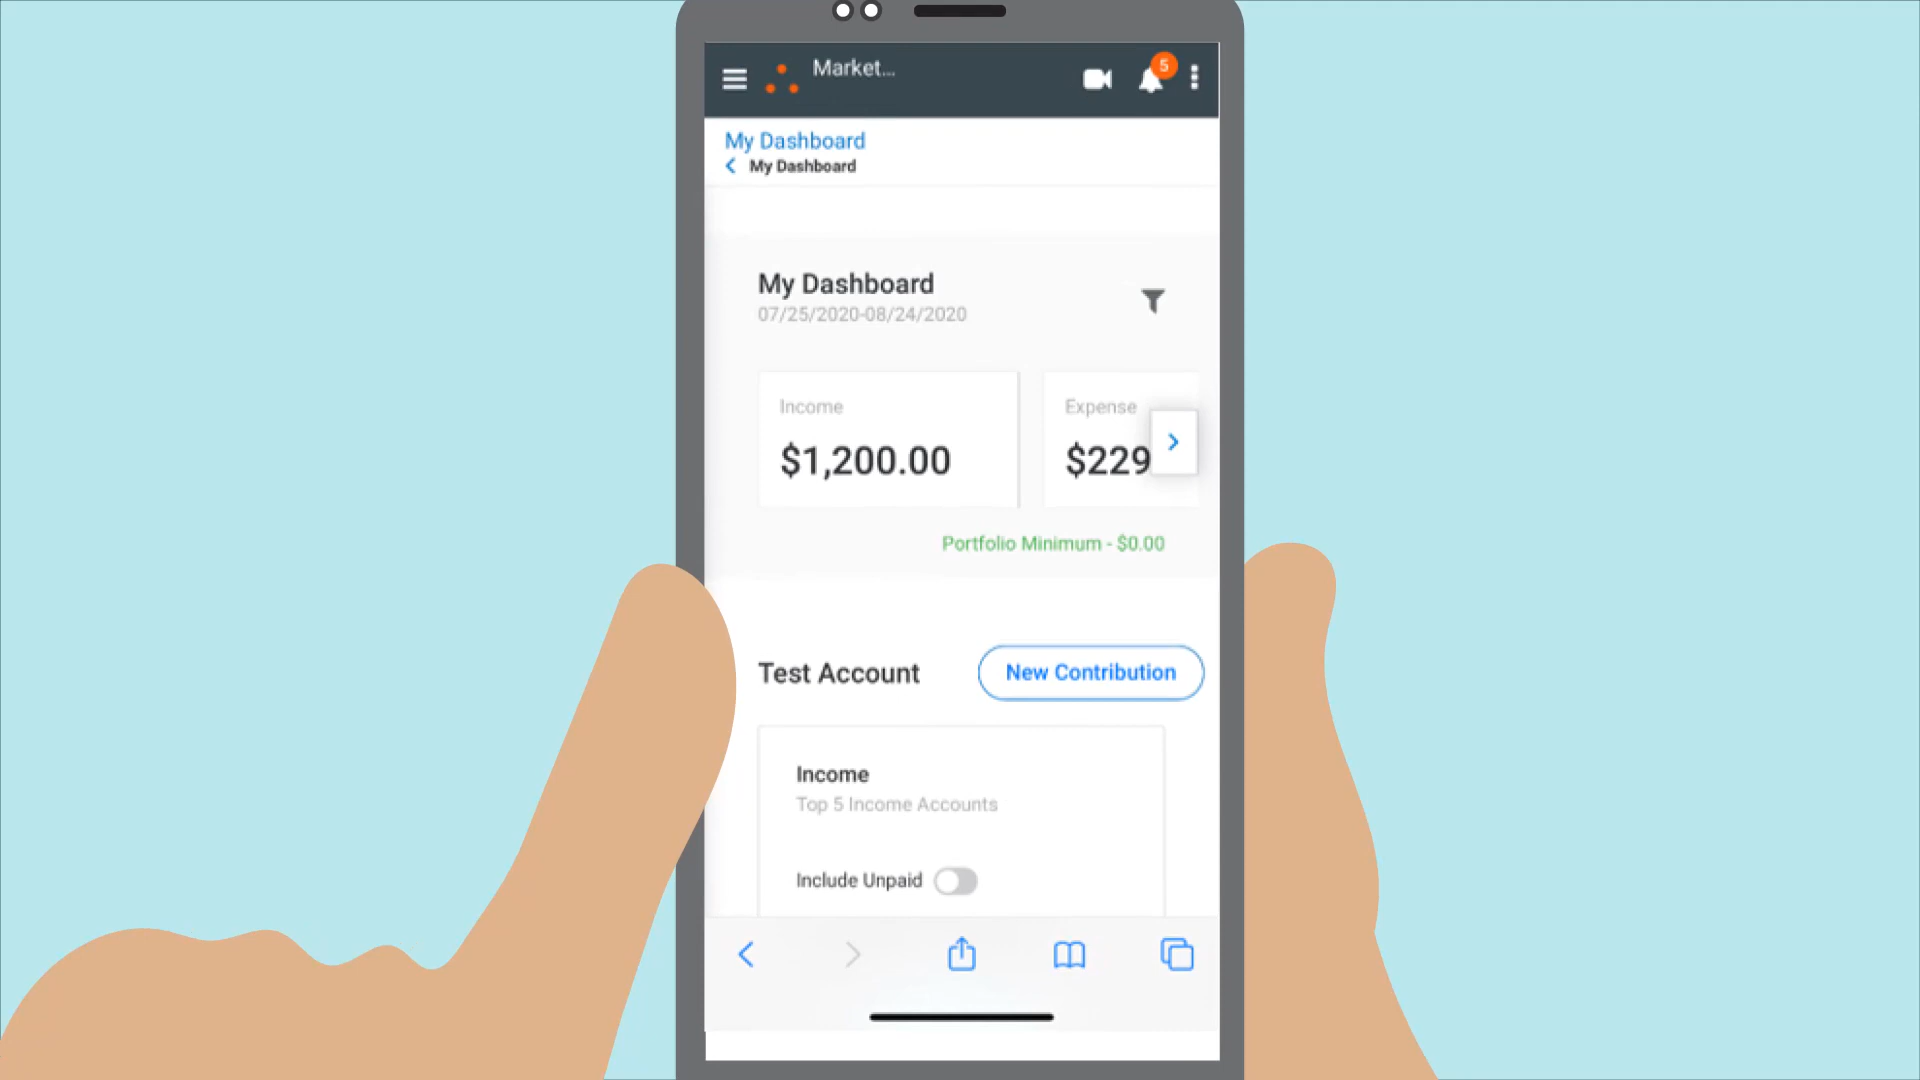 Market...
5
My Dashboard
My Dashboard
My Dashboard
07/25/2020-08/24/2020
Income
$1,200.00
Expense
$229
Portfolio Minimum - $0.00
Test Account
New Contribution
Income
Top 5 Income Accounts
Include Unpaid